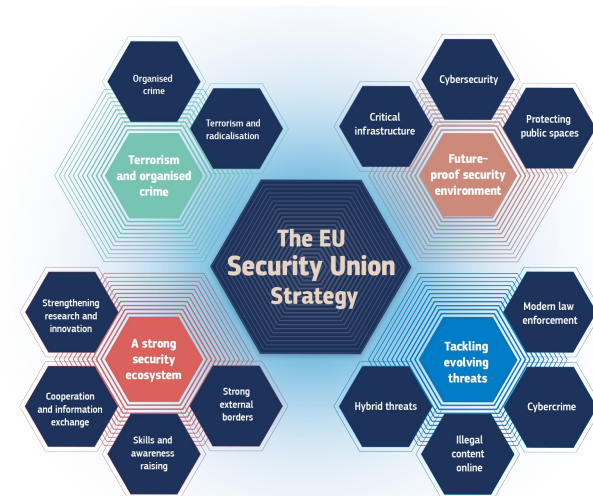 Organised
crime
Terrorism and
radicalisation
Terrorism
and organised
crime
Cybersecurity
Critical
infrastructure
Protecting
public spaces
Future-
proof security
environment
The EU
Security Union
Strategy
Strengthening
research and
innovation
A strong
security
ecosystem
Cooperation
and information
exchange
Strong
external
borders
Skills and
awareness
raising
Modern law
enforcement
Tackling
evolving
threats
Hybrid threats
Cybercrime
Illegal
content
online